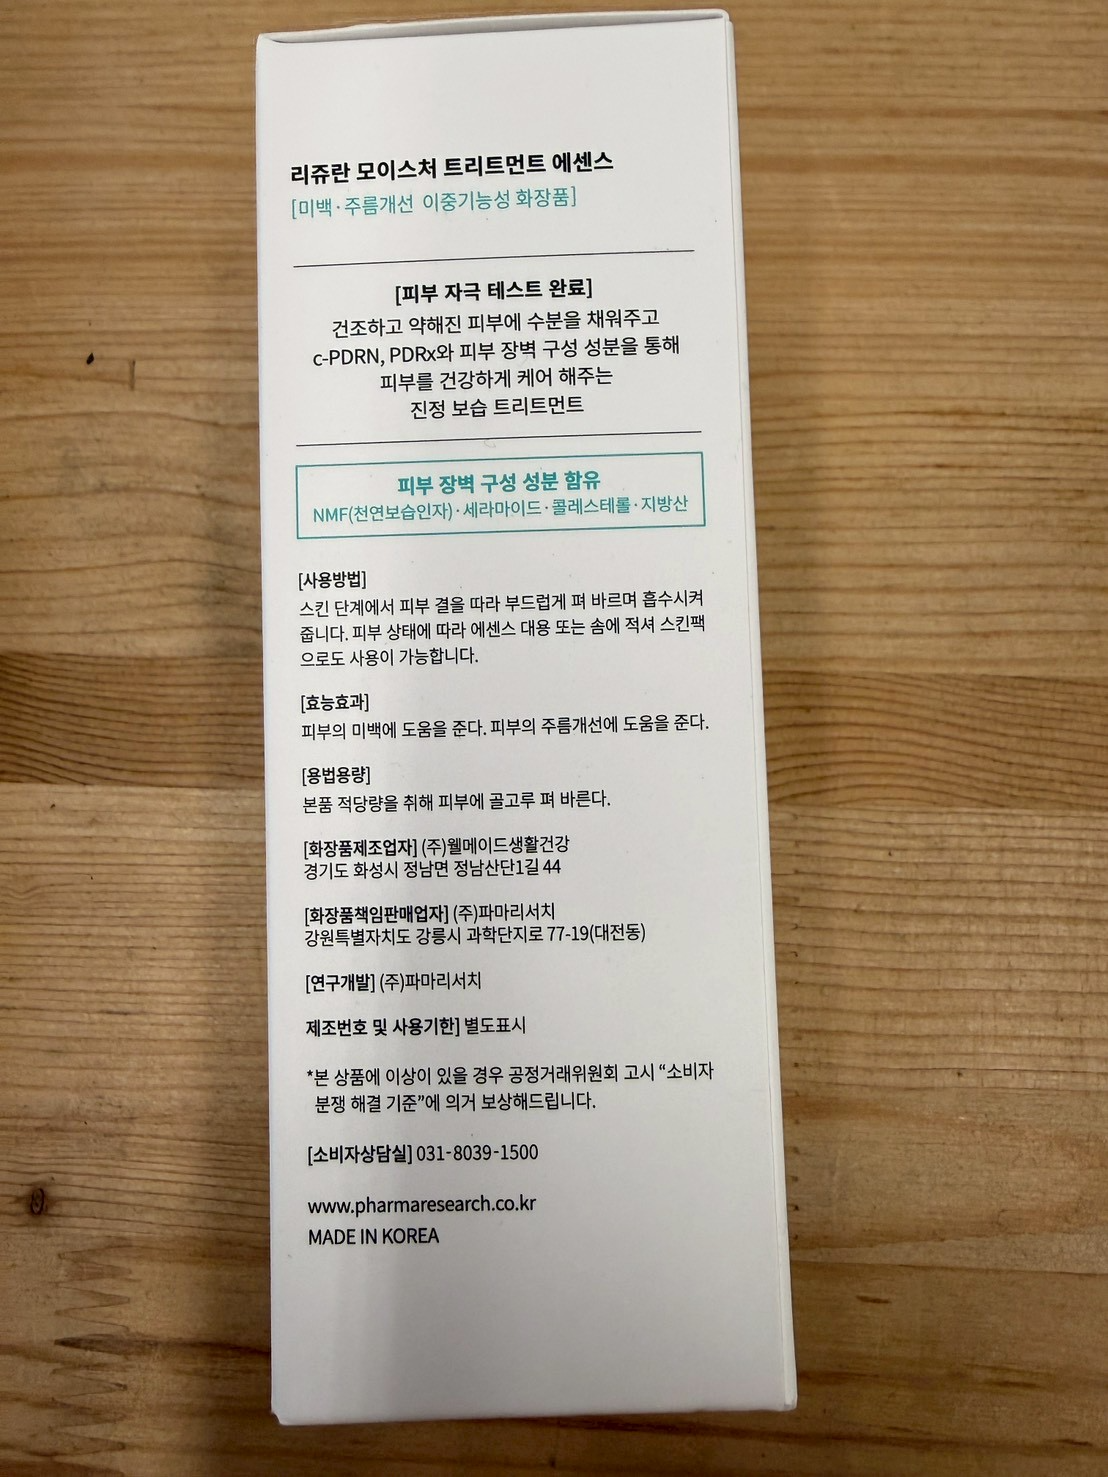 리쥬란 모이스처 트리트먼트 에센스
[미백·주름개선 이중기능성 화장품]
[피부 자극 테스트 완료]
건조하고 약해진 피부에 수분을 채워주고
c-PDRN, PDRx와 피부 장벽 구성 성분을 통해
피부를 건강하게 케어 해주는
진정 보습 트리트먼트
피부 장벽 구성 성분 함유
NMF(천연보습인자)·세라마이드·콜레스테롤·지방산
[사용방법]
스킨 단계에서 피부 결을 따라 부드럽게 펴 바르며 흡수시켜
줍니다. 피부 상태에 따라 에센스 대용 또는 솜에 적셔 스킨팩
으로도 사용이 가능합니다.
[효능효과]
피부의 미백에 도움을 준다. 피부의 주름개선에 도움을 준다.
[용법용량]
본품 적당량을 취해 피부에 골고루 펴 바른다.
[화장품제조업자] (주)웰메이드생활건강
경기도 화성시 정남면 정남산단1길 44
[화장품책임판매업자] (주)파마리서치
강원특별자치도 강릉시 과학단지로 77-19(대전동)
[연구개발] (주)파마리서치
제조번호 및 사용기한] 별도표시
*본 상품에 이상이 있을 경우 공정거래위원회 고시 “소비자
분쟁 해결 기준”에 의거 보상해드립니다.
[소비자상담실] 031-8039-1500
www.pharmaresearch.co.kr
MADE IN KOREA